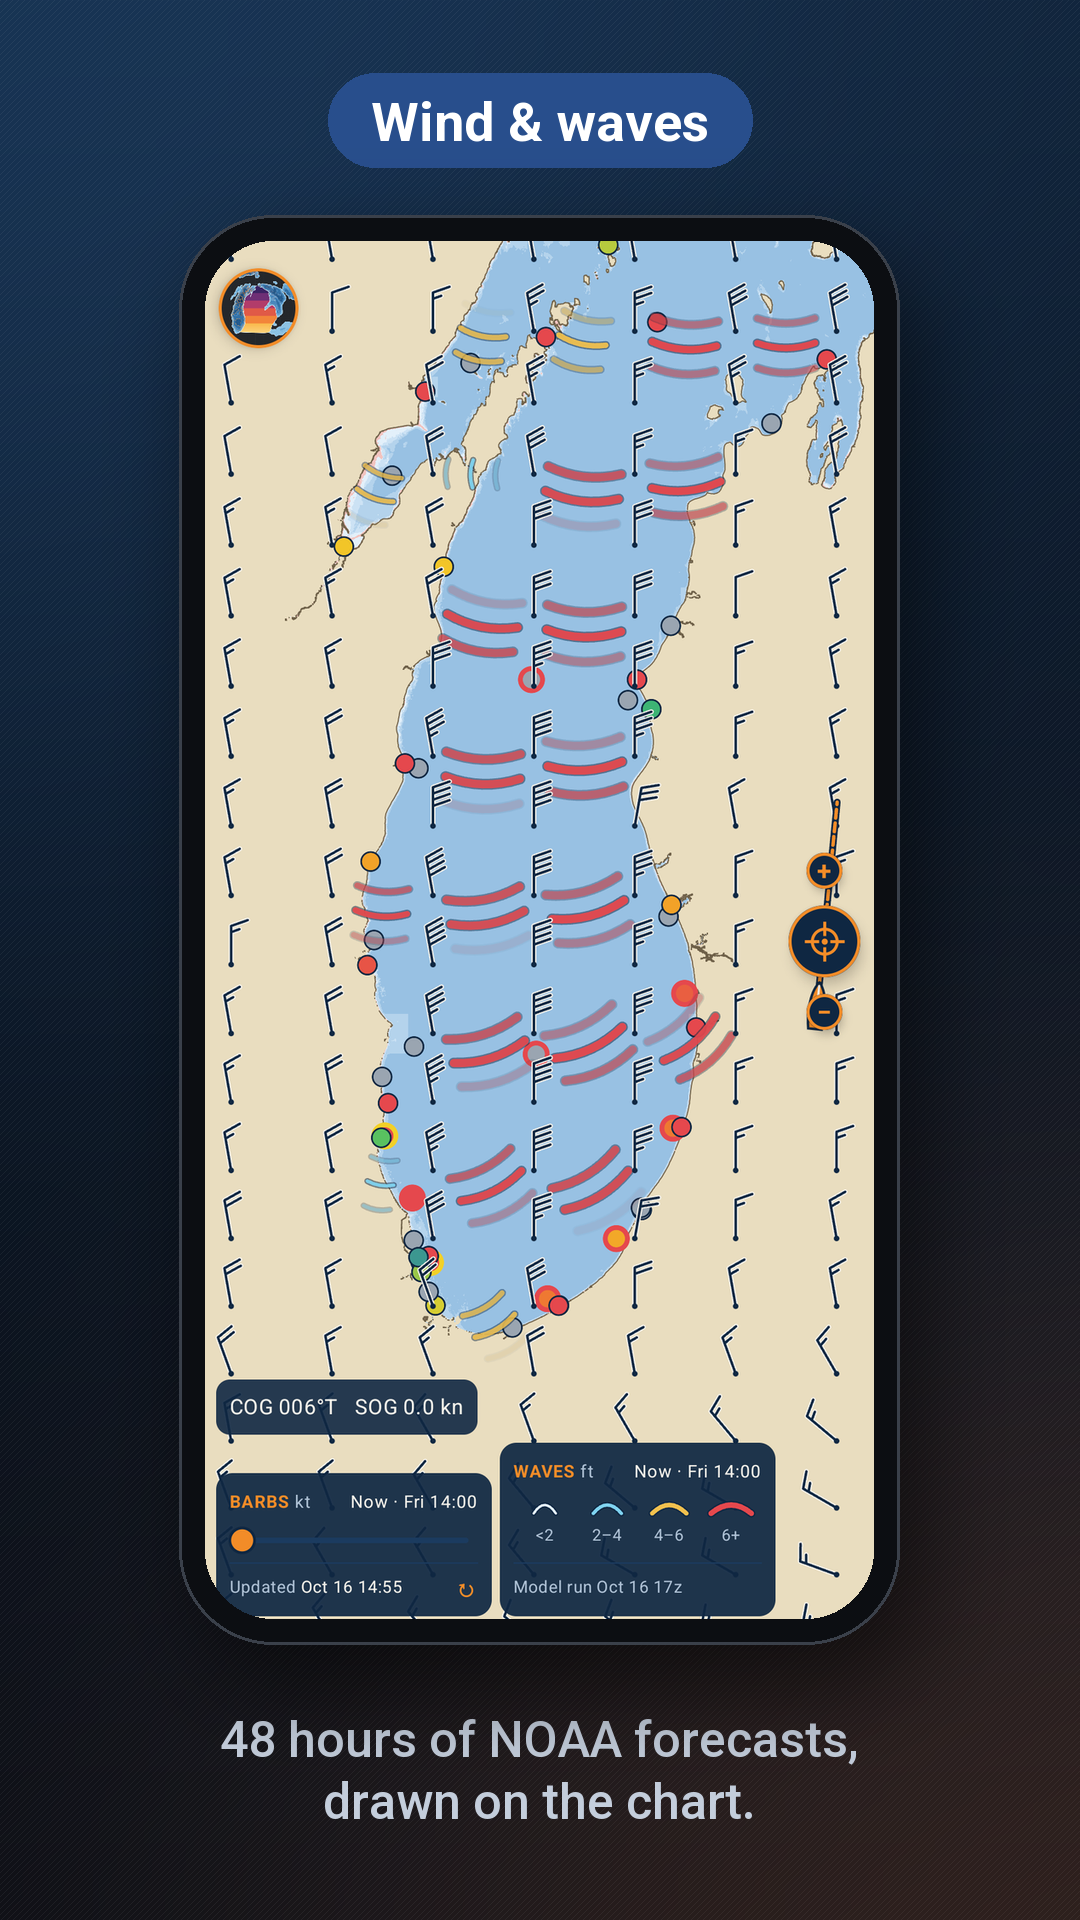 Wind & waves
COG 006°T SOG 0.0 kn
BARBS kt Now · Fri 14:00
Updated Oct 16 14:55
WAVES ft Now · Fri 14:00
<2 2–4 4–6 6+
Model run Oct 16 17z
48 hours of NOAA forecasts,
drawn on the chart.